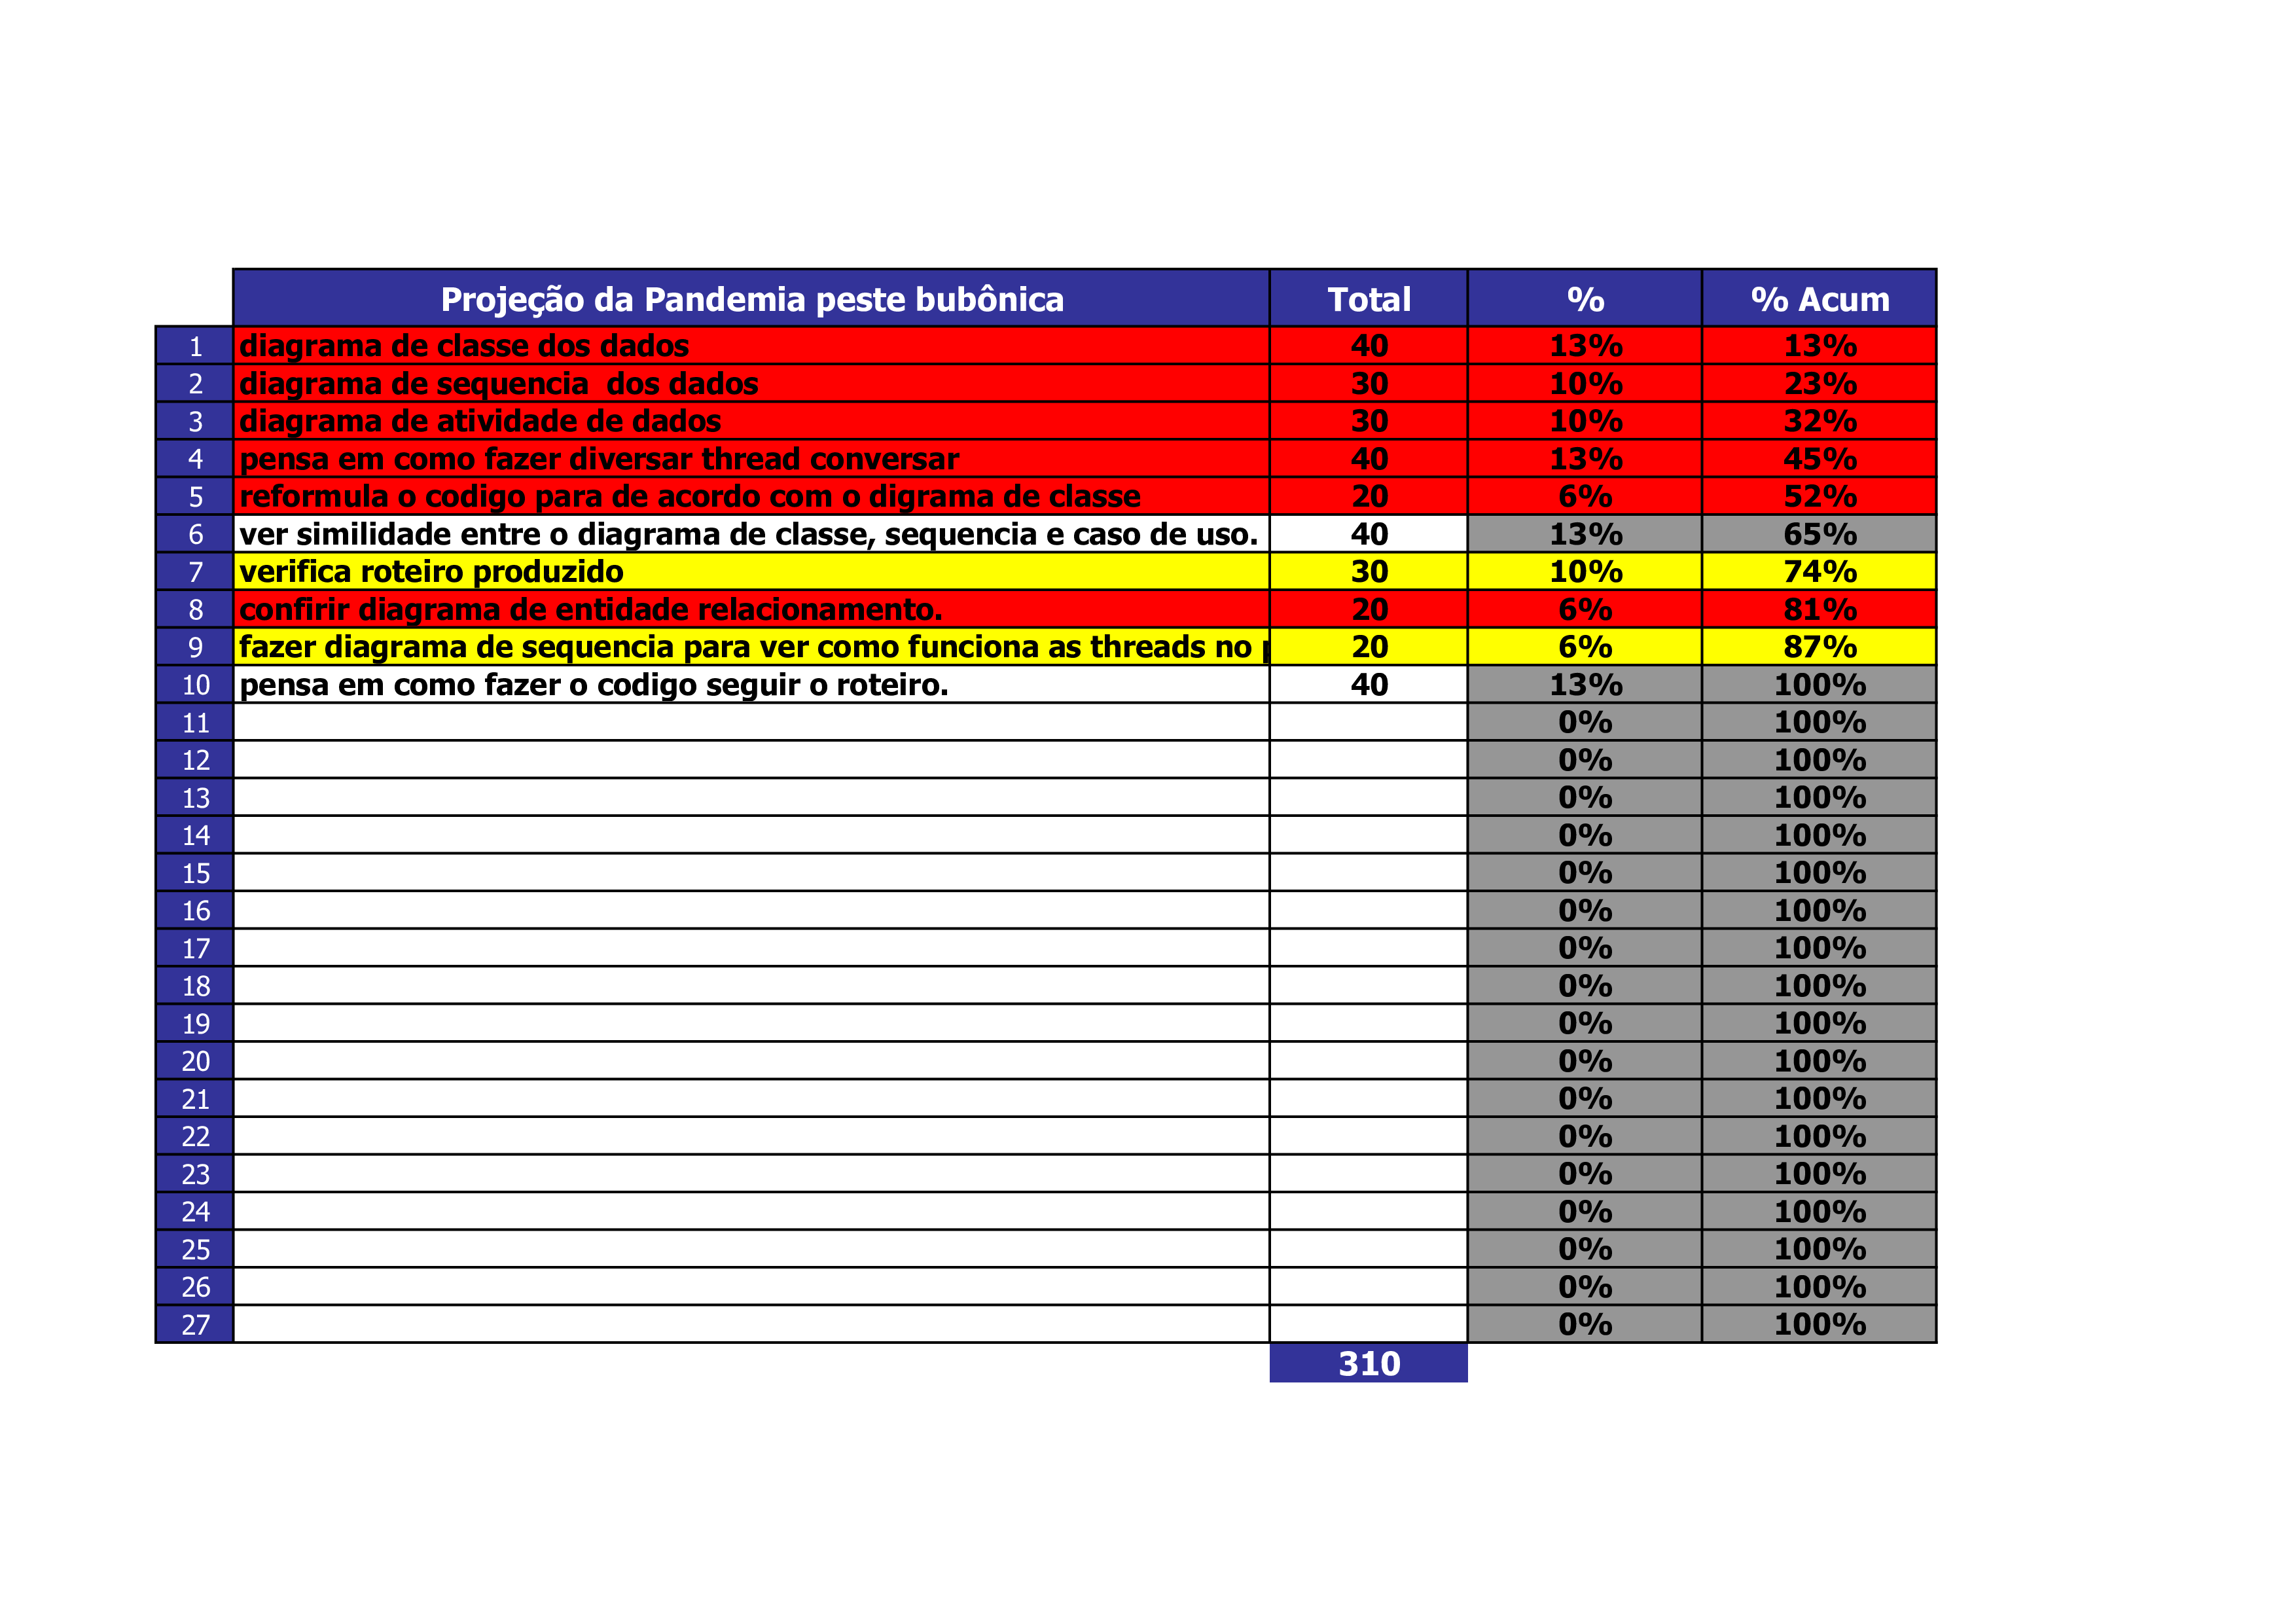 Projeção da Pandemia peste bubônica Total % % Acum
1 diagrama de classe dos dados 40 13% 13%
2 diagrama de sequencia  dos dados 30 10% 23%
3 diagrama de atividade de dados 30 10% 32%
4 pensa em como fazer diversar thread conversar 40 13% 45%
5 reformula o codigo para de acordo com o digrama de classe 20 6% 52%
6 ver similidade entre o diagrama de classe, sequencia e caso de uso. 40 13% 65%
7 verifica roteiro produzido 30 10% 74%
8 confirir diagrama de entidade relacionamento. 20 6% 81%
9 fazer diagrama de sequencia para ver como funciona as threads no 20 6% 87%
10 pensa em como fazer o codigo seguir o roteiro. 40 13% 100%
11 0% 100%
12 0% 100%
13 0% 100%
14 0% 100%
15 0% 100%
16 0% 100%
17 0% 100%
18 0% 100%
19 0% 100%
20 0% 100%
21 0% 100%
22 0% 100%
23 0% 100%
24 0% 100%
25 0% 100%
26 0% 100%
27 0% 100%
310